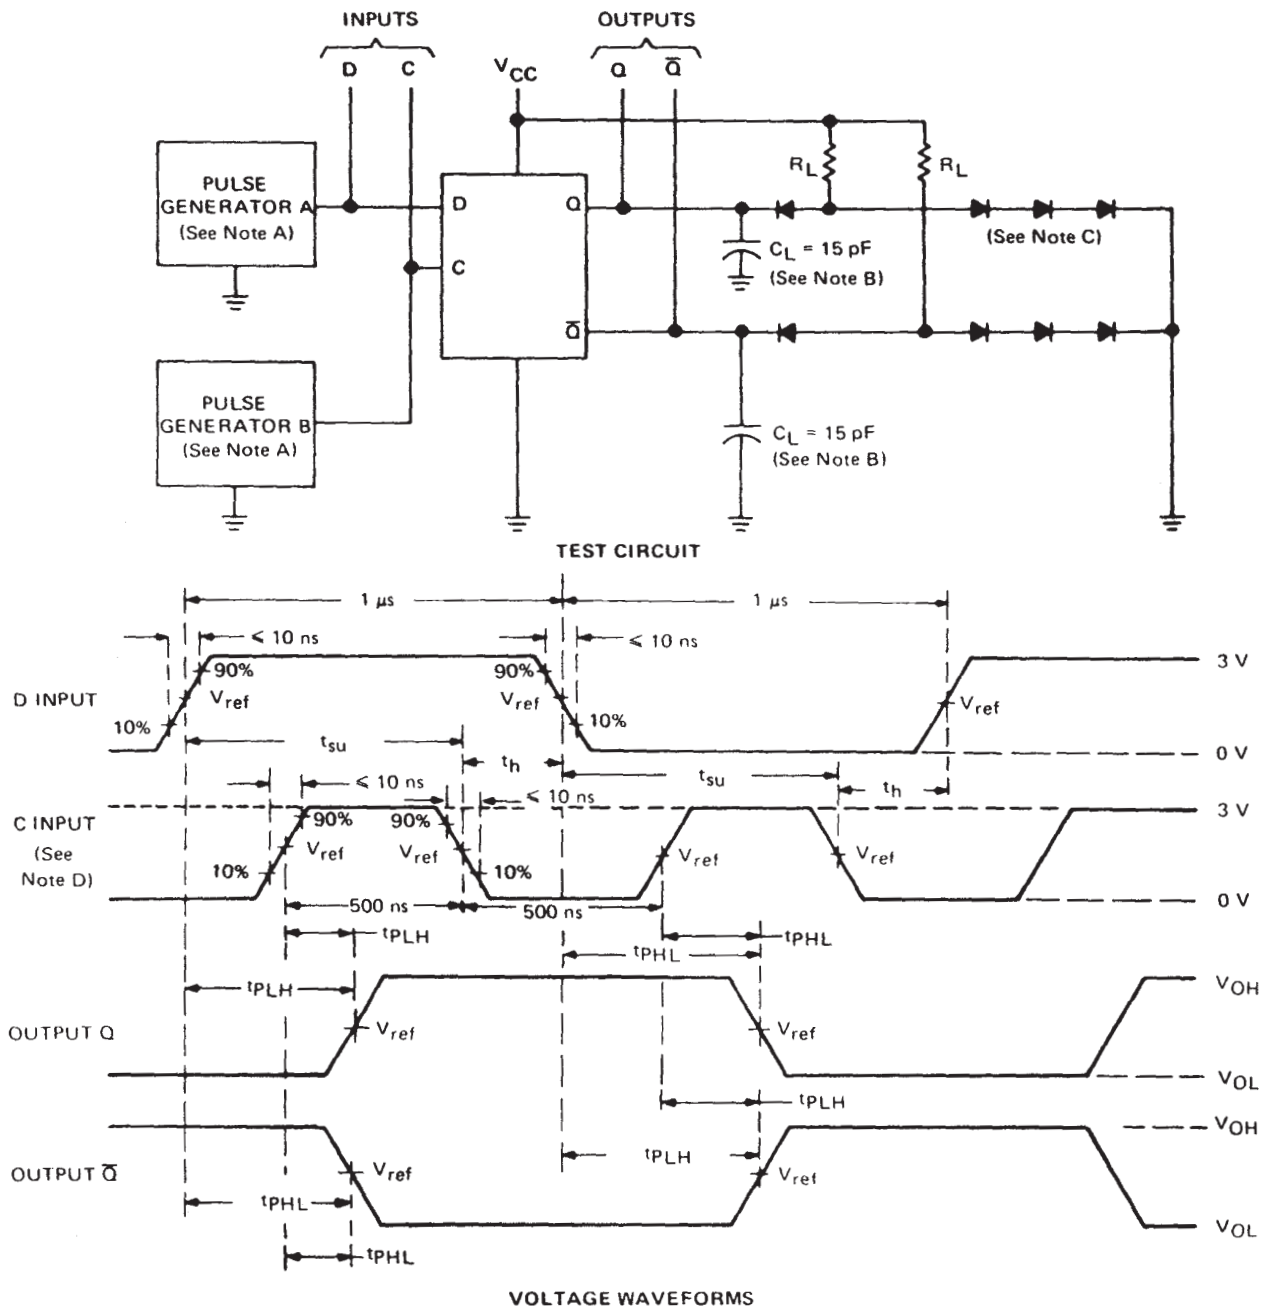 INPUTS
OUTPUTS
D C
VCC
Q Q̅
PULSE
GENERATOR A
(See Note A)
D
C
Q
Q̅
RL
RL
(See Note C)
CL = 15 pF
(See Note B)
PULSE
GENERATOR B
(See Note A)
CL = 15 pF
(See Note B)
TEST CIRCUIT
1 μs
1 μs
⩽ 10 ns
⩽ 10 ns
D INPUT
90%
Vref
10%
90%
Vref
10%
Vref
3 V
0 V
tsu
th
tsu
th
⩽ 10 ns
⩽ 10 ns
C INPUT
(See
Note D)
90%
Vref
10%
90%
Vref
10%
Vref
Vref
3 V
0 V
500 ns
500 ns
tPLH
tPHL
tPHL
tPLH
OUTPUT Q
Vref
Vref
VOH
VOL
tPLH
VOH
tPLH
OUTPUT Q̅
Vref
Vref
tPHL
VOL
tPHL
VOLTAGE WAVEFORMS